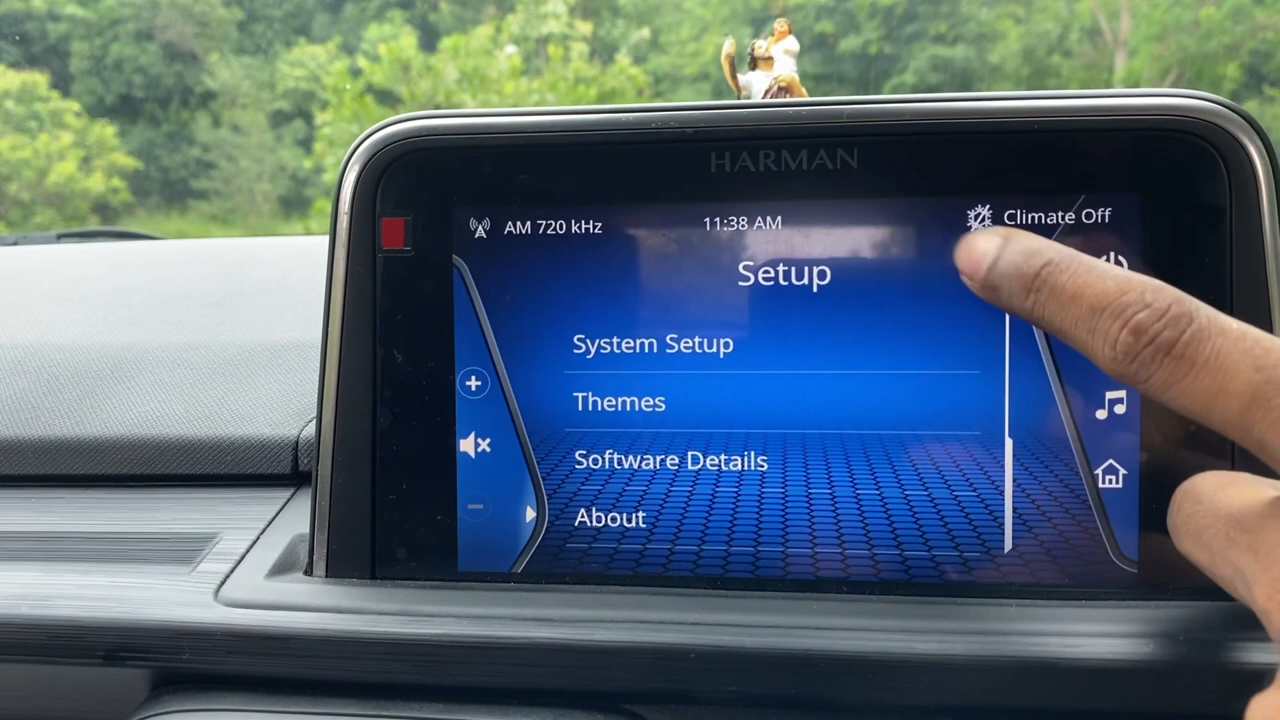 HARMAN
AM 720 kHz
11:38 AM
Climate Off
Setup
System Setup
Themes
Software Details
About